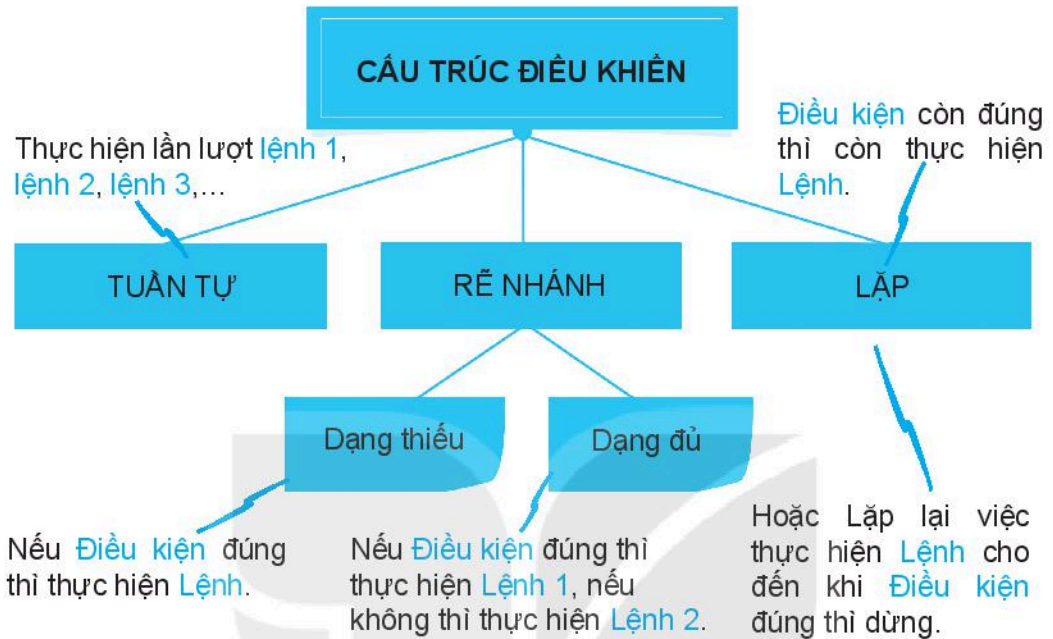 CẤU TRÚC ĐIỀU KHIỂN
Thực hiện lần lượt lệnh 1,
lệnh 2, lệnh 3,...
Điều kiện còn đúng
thì còn thực hiện
Lệnh.
TUẦN TỰ
RẼ NHÁNH
LẶP
Dạng thiếu
Dạng đủ
Nếu Điều kiện đúng
thì thực hiện Lệnh.
Nếu Điều kiện đúng thì
thực hiện Lệnh 1, nếu
không thì thực hiện Lệnh 2.
Hoặc Lặp lại việc
thực hiện Lệnh cho
đến khi Điều kiện
đúng thì dừng.